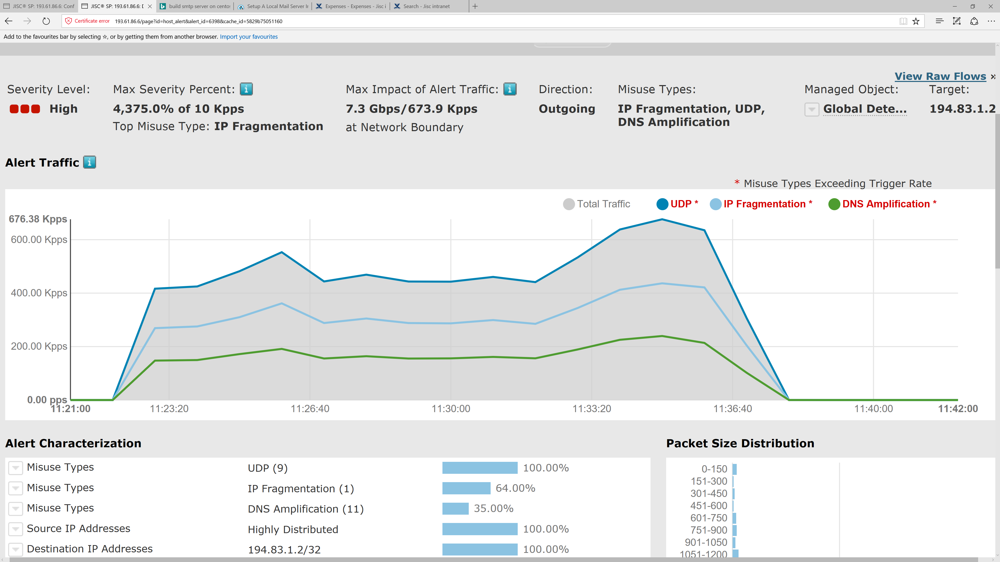 JISC® SP: 193.61.86.6: Conf
JISC® SP: 193.61.86.6: D
build smtp server on centos
Setup A Local Mail Server In
Expenses - Expenses - Jisc i
Search - Jisc intranet
Certificate error 193.61.86.6/page?id=host_alert&alert_id=6398&cache_id=5829b75051160
Add to the favourites bar by selecting ☆, or by getting them from another browser. Import your favourites
View Raw Flows »
Severity Level: Max Severity Percent: Max Impact of Alert Traffic: Direction: Misuse Types: Managed Object: Target:
High 4,375.0% of 10 Kpps 7.3 Gbps/673.9 Kpps Outgoing IP Fragmentation, UDP, Global Dete... 194.83.1.2
Top Misuse Type: IP Fragmentation at Network Boundary DNS Amplification
Alert Traffic
* Misuse Types Exceeding Trigger Rate
Total Traffic UDP * IP Fragmentation * DNS Amplification *
676.38 Kpps
600.00 Kpps
400.00 Kpps
200.00 Kpps
0.00 pps
11:21:00 11:23:20 11:26:40 11:30:00 11:33:20 11:36:40 11:40:00 11:42:00
Alert Characterization
Misuse Types UDP (9) 100.00%
Misuse Types IP Fragmentation (1) 64.00%
Misuse Types DNS Amplification (11) 35.00%
Source IP Addresses Highly Distributed 100.00%
Destination IP Addresses 194.83.1.2/32 100.00%
Packet Size Distribution
0-150
151-300
301-450
451-600
601-750
751-900
901-1050
1051-1200